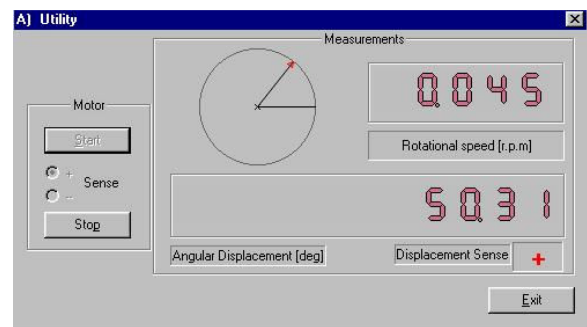 A) Utility
Measurements
Motor
Start
+
Sense
-
Stop
0.045
Rotational speed [r.p.m]
50.31
Angular Displacement [deg]
Displacement Sense
+
Exit